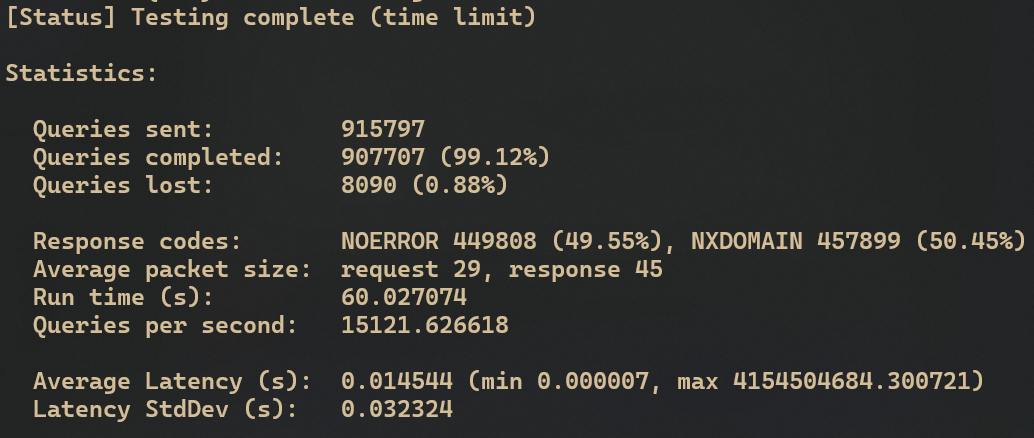 [Status] Testing complete (time limit)
Statistics:
Queries sent: 915797
Queries completed: 907707 (99.12%)
Queries lost: 8090 (0.88%)
Response codes: NOERROR 449808 (49.55%), NXDOMAIN 457899 (50.45%)
Average packet size: request 29, response 45
Run time (s): 60.027074
Queries per second: 15121.626618
Average Latency (s): 0.014544 (min 0.000007, max 4154504684.300721)
Latency StdDev (s): 0.032324